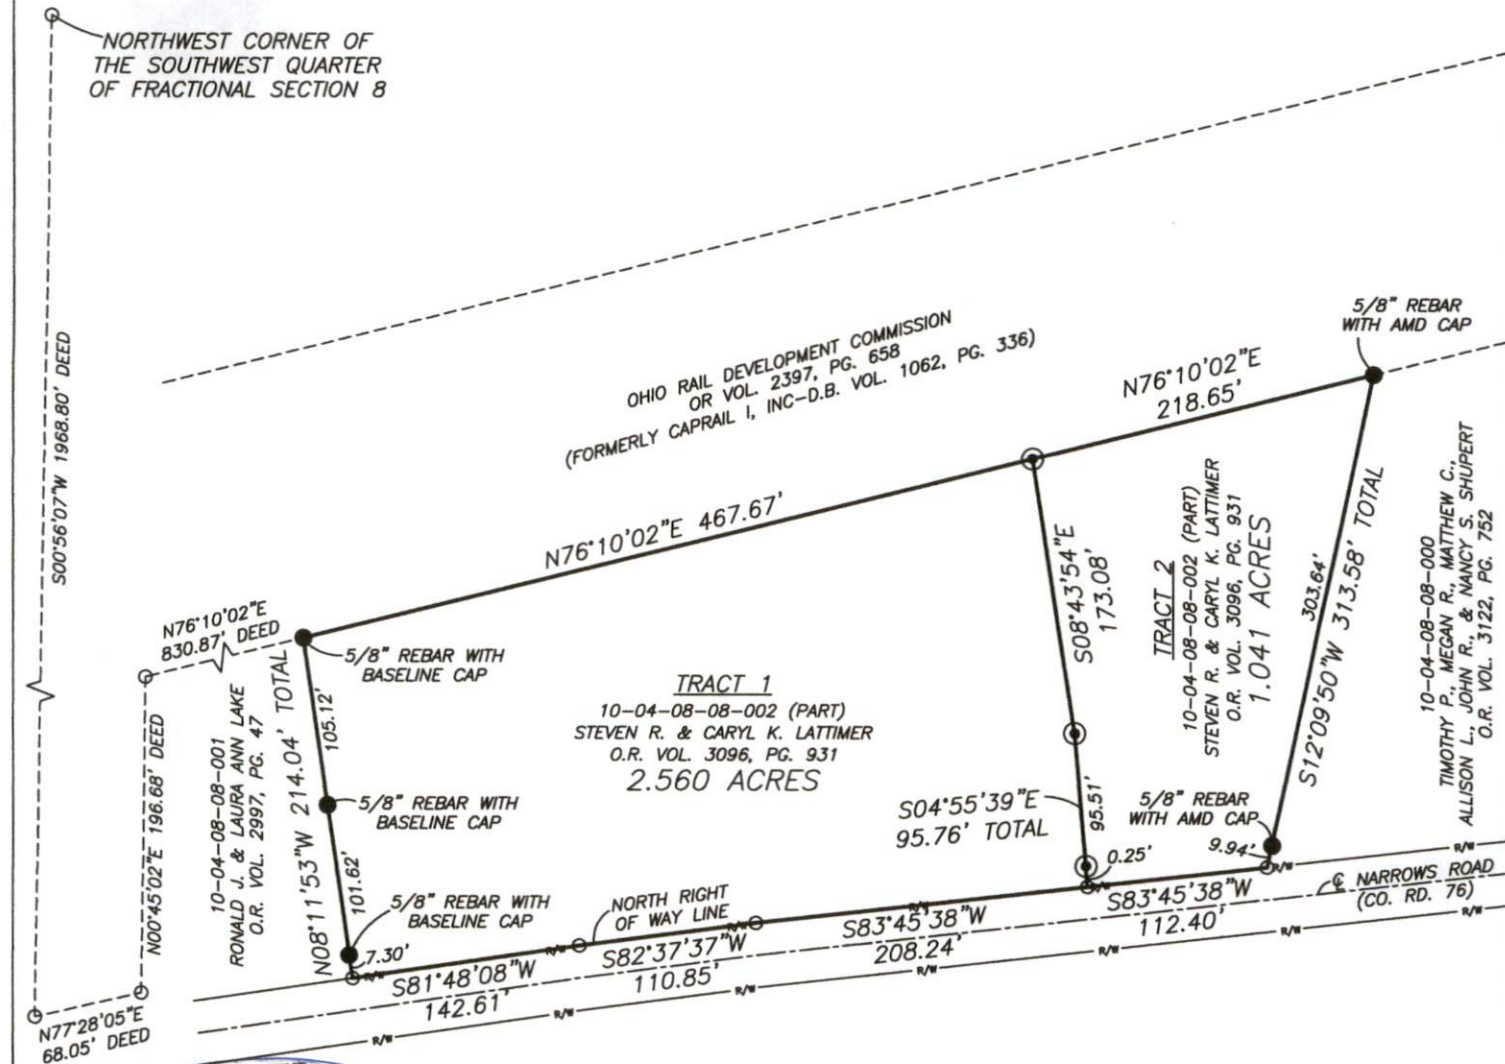 NORTHWEST CORNER OF
THE SOUTHWEST QUARTER
OF FRACTIONAL SECTION 8
S00°56'07"W 1968.80' DEED
N76°10'02"E
830.87' DEED
N00°45'02"E 196.68' DEED
N77°28'05"E
68.05' DEED
10-04-08-08-001
RONALD J. & LAURA ANN LAKE
O.R. VOL. 2997, PG. 47
N08°11'53"W 214.04' TOTAL
105.12'
101.62'
7.30'
5/8" REBAR WITH
BASELINE CAP
5/8" REBAR WITH
BASELINE CAP
5/8" REBAR WITH
BASELINE CAP
OHIO RAIL DEVELOPMENT COMMISSION
OR VOL. 2397, PG. 658
(FORMERLY CAPRAIL I, INC-D.B. VOL. 1062, PG. 336)
N76°10'02"E 467.67'
N76°10'02"E
218.65'
5/8" REBAR
WITH AMD CAP
TRACT 1
10-04-08-08-002 (PART)
STEVEN R. & CARYL K. LATTIMER
O.R. VOL. 3096, PG. 931
2.560 ACRES
S08°43'54"E
173.08'
S04°55'39"E
95.76' TOTAL
95.51'
0.25'
TRACT 2
10-04-08-08-002 (PART)
STEVEN R. & CARYL K. LATTIMER
O.R. VOL. 3096, PG. 931
1.041 ACRES
303.64'
S12°09'50"W 313.58' TOTAL
5/8" REBAR
WITH AMD CAP
9.94'
10-04-08-08-000
TIMOTHY P., MEGAN R., MATTHEW C.,
ALLISON L., JOHN R., & NANCY S. SHUPERT
O.R. VOL. 3122, PG. 752
NORTH RIGHT
OF WAY LINE
R/W
R/W
R/W
R/W
R/W
R/W
R/W
S81°48'08"W
142.61'
S82°37'37"W
110.85'
S83°45'38"W
208.24'
S83°45'38"W
112.40'
℄ NARROWS ROAD
(CO. RD. 76)
R/W
R/W
R/W
R/W
R/W
R/W